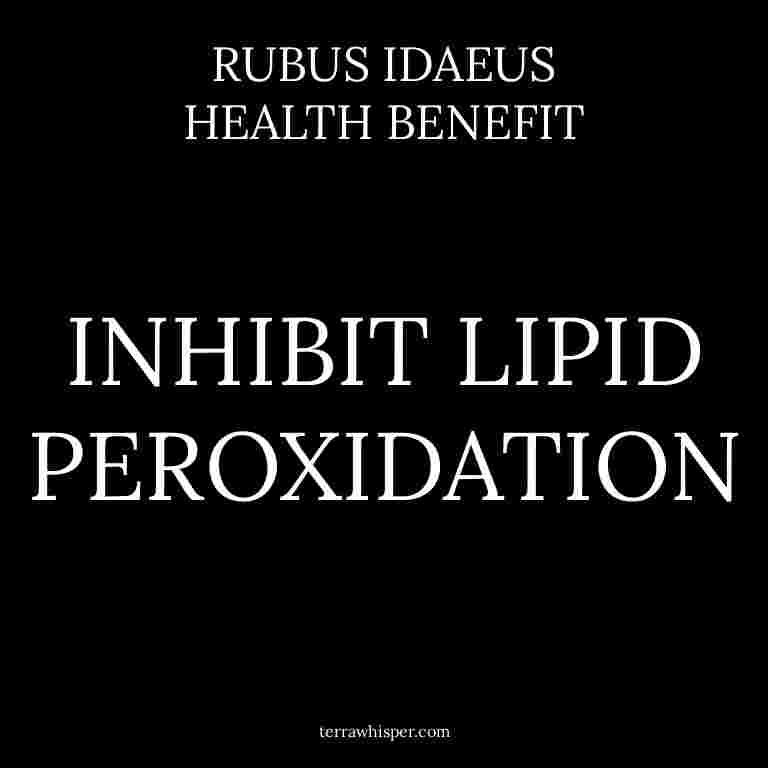 RUBUS IDAEUS
HEALTH BENEFIT
INHIBIT LIPID
PEROXIDATION
terrawhisper.com